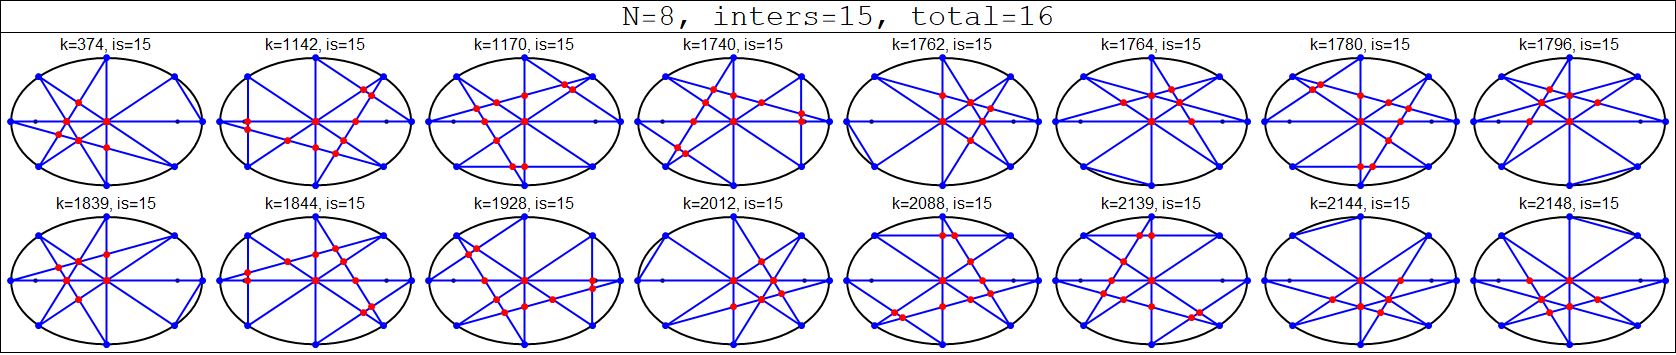 N=8, inters=15, total=16
k=374, is=15 k=1142, is=15 k=1170, is=15 k=1740, is=15 k=1762, is=15 k=1764, is=15 k=1780, is=15 k=1796, is=15
k=1839, is=15 k=1844, is=15 k=1928, is=15 k=2012, is=15 k=2088, is=15 k=2139, is=15 k=2144, is=15 k=2148, is=15